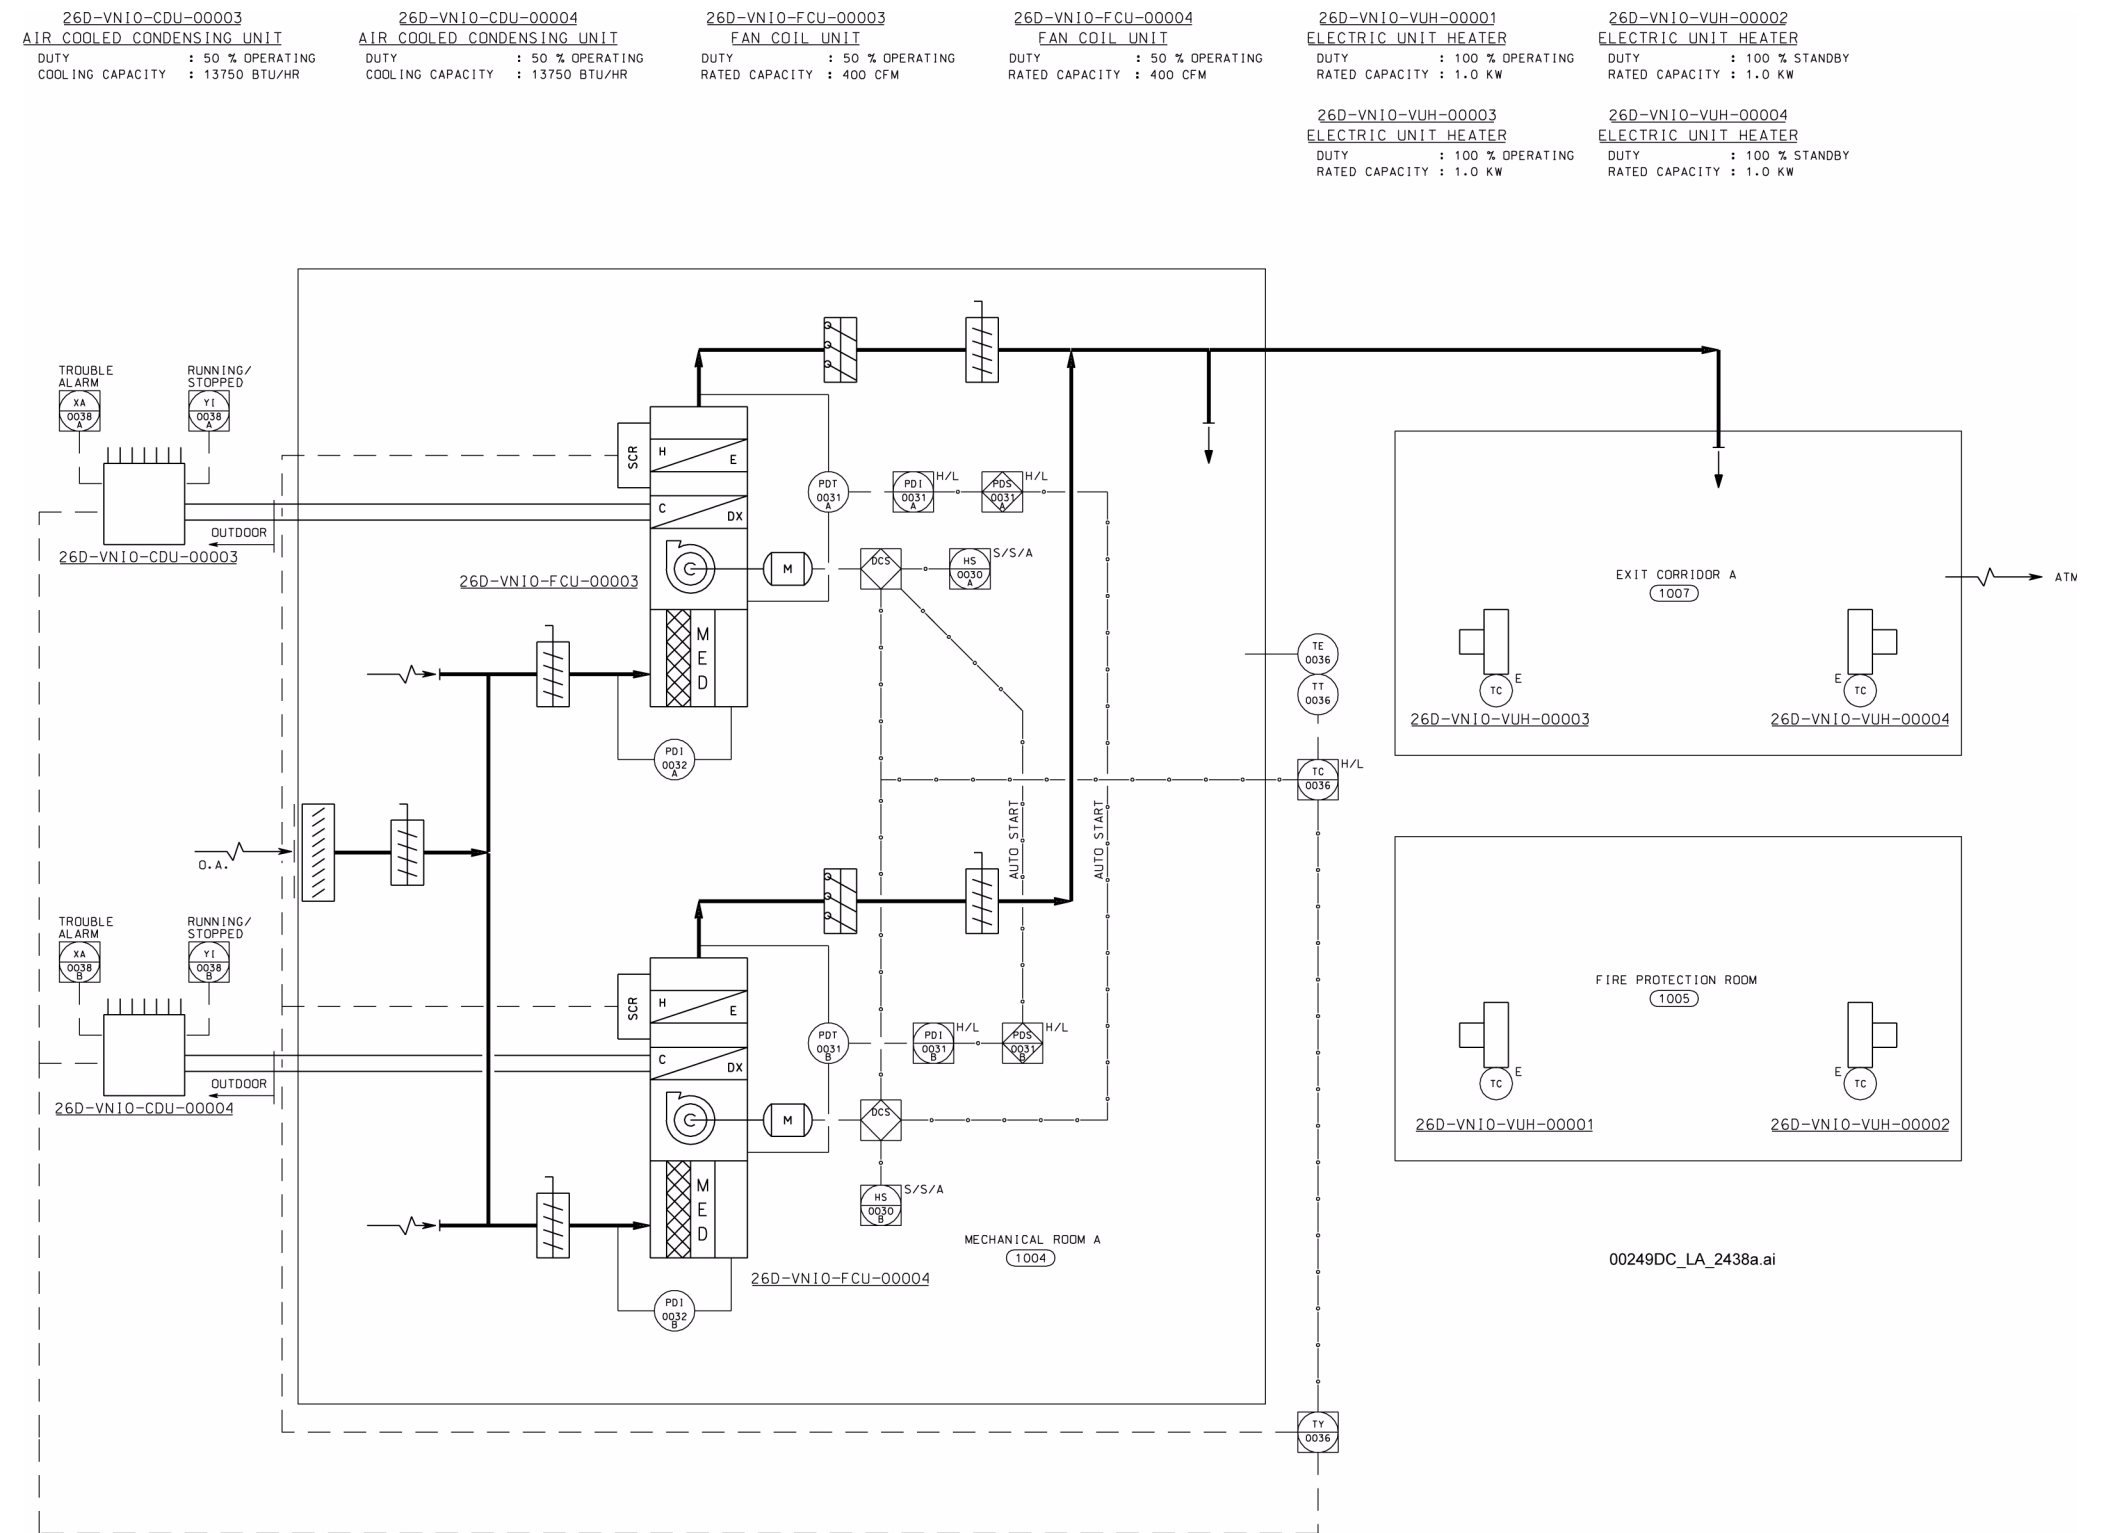 26D-VNIO-CDU-00003
AIR COOLED CONDENSING UNIT
DUTY : 50 % OPERATING
COOLING CAPACITY : 13750 BTU/HR
26D-VNIO-CDU-00004
AIR COOLED CONDENSING UNIT
DUTY : 50 % OPERATING
COOLING CAPACITY : 13750 BTU/HR
26D-VNIO-FCU-00003
FAN COIL UNIT
DUTY : 50 % OPERATING
RATED CAPACITY : 400 CFM
26D-VNIO-FCU-00004
FAN COIL UNIT
DUTY : 50 % OPERATING
RATED CAPACITY : 400 CFM
26D-VNIO-VUH-00001
ELECTRIC UNIT HEATER
DUTY : 100 % OPERATING
RATED CAPACITY : 1.0 KW
26D-VNIO-VUH-00002
ELECTRIC UNIT HEATER
DUTY : 100 % STANDBY
RATED CAPACITY : 1.0 KW
26D-VNIO-VUH-00003
ELECTRIC UNIT HEATER
DUTY : 100 % OPERATING
RATED CAPACITY : 1.0 KW
26D-VNIO-VUH-00004
ELECTRIC UNIT HEATER
DUTY : 100 % STANDBY
RATED CAPACITY : 1.0 KW
TROUBLE
ALARM
XA
0038
A
RUNNING/
STOPPED
YI
0038
A
OUTDOOR
26D-VNIO-CDU-00003
SCR
H
E
C
DX
M
MED
26D-VNIO-FCU-00003
PDT
0031
A
PDI
0031
A
H/L
PDS
0031
A
H/L
DCS
HS
0030
A
S/S/A
PDI
0032
A
TE
0036
TT
0036
TC
0036
H/L
AUTO START
AUTO START
EXIT CORRIDOR A
1007
ATM
TC
E
26D-VNIO-VUH-00003
E
TC
26D-VNIO-VUH-00004
O.A.
TROUBLE
ALARM
XA
0038
B
RUNNING/
STOPPED
YI
0038
B
OUTDOOR
26D-VNIO-CDU-00004
SCR
H
E
C
DX
M
MED
26D-VNIO-FCU-00004
PDT
0031
B
PDI
0031
B
H/L
PDS
0031
B
H/L
DCS
HS
0030
B
S/S/A
PDI
0032
B
MECHANICAL ROOM A
1004
FIRE PROTECTION ROOM
1005
TC
E
26D-VNIO-VUH-00001
E
TC
26D-VNIO-VUH-00002
00249DC_LA_2438a.ai
TY
0036